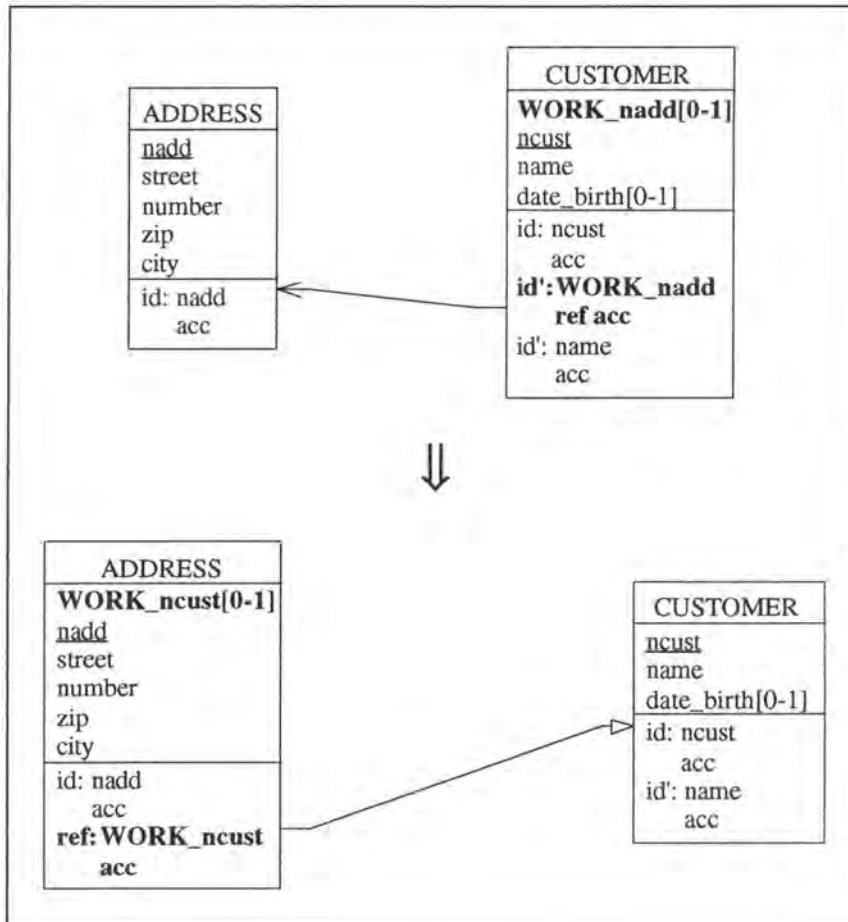 ADDRESS
nadd
street
number
zip
city
id: nadd
acc
CUSTOMER
WORK_nadd[0-1]
ncust
name
date_birth[0-1]
id: ncust
acc
id':WORK_nadd
ref acc
id': name
acc
⇓
ADDRESS
WORK_ncust[0-1]
nadd
street
number
zip
city
id: nadd
acc
ref:WORK_ncust
acc
CUSTOMER
ncust
name
date_birth[0-1]
id: ncust
acc
id': name
acc